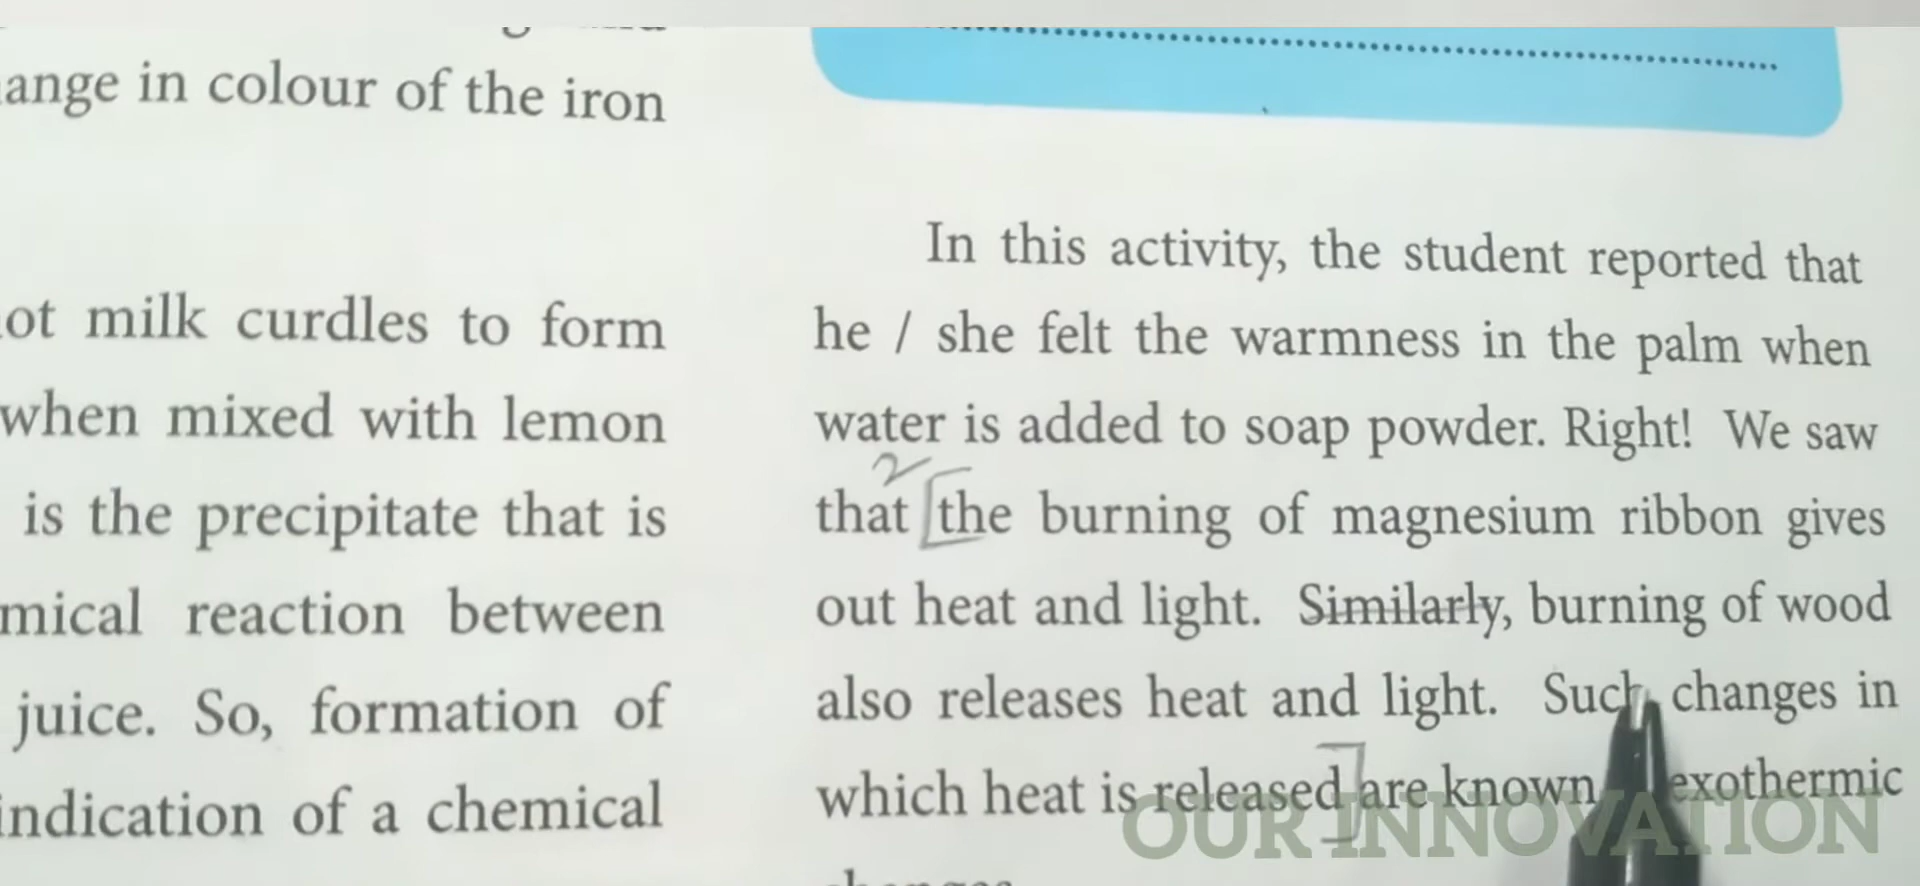 ange in colour of the iron
ot milk curdles to form
when mixed with lemon
is the precipitate that is
mical reaction between
juice. So, formation of
indication of a chemical
In this activity, the student reported that
he / she felt the warmness in the palm when
water is added to soap powder. Right! We saw
2
that [the burning of magnesium ribbon gives
out heat and light. Similarly, burning of wood
also releases heat and light. Such changes in
which heat is released] are known exothermic
changes
OUR INNOVATION